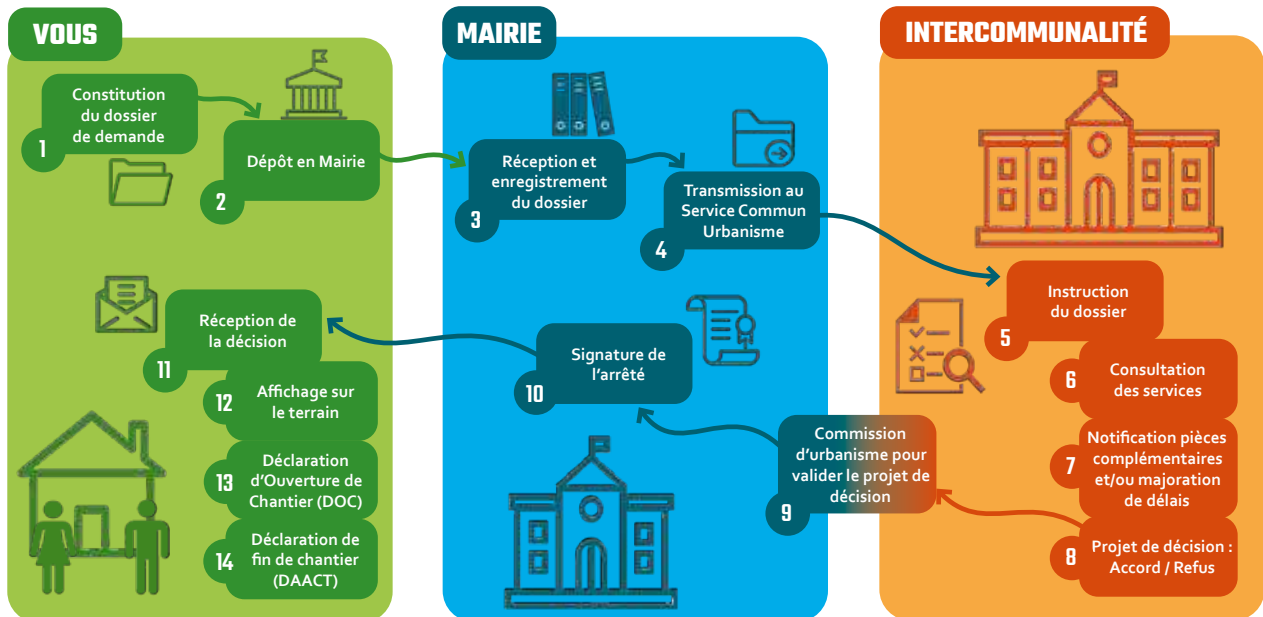 VOUS
1
Constitution
du dossier
de demande
2
Dépôt en Mairie
MAIRIE
3
Réception et
enregistrement
du dossier
4
Transmission au
Service Commun
Urbanisme
INTERCOMMUNALITÉ
5
Instruction
du dossier
6
Consultation
des services
7
Notification pièces
complémentaires
et/ou majoration
de délais
8
Projet de décision :
Accord / Refus
9
Commission
d'urbanisme pour
valider le projet de
décision
10
Signature de
l'arrêté
11
Réception de
la décision
12
Affichage sur
le terrain
13
Déclaration
d'Ouverture de
Chantier (DOC)
14
Déclaration de
fin de chantier
(DAACT)